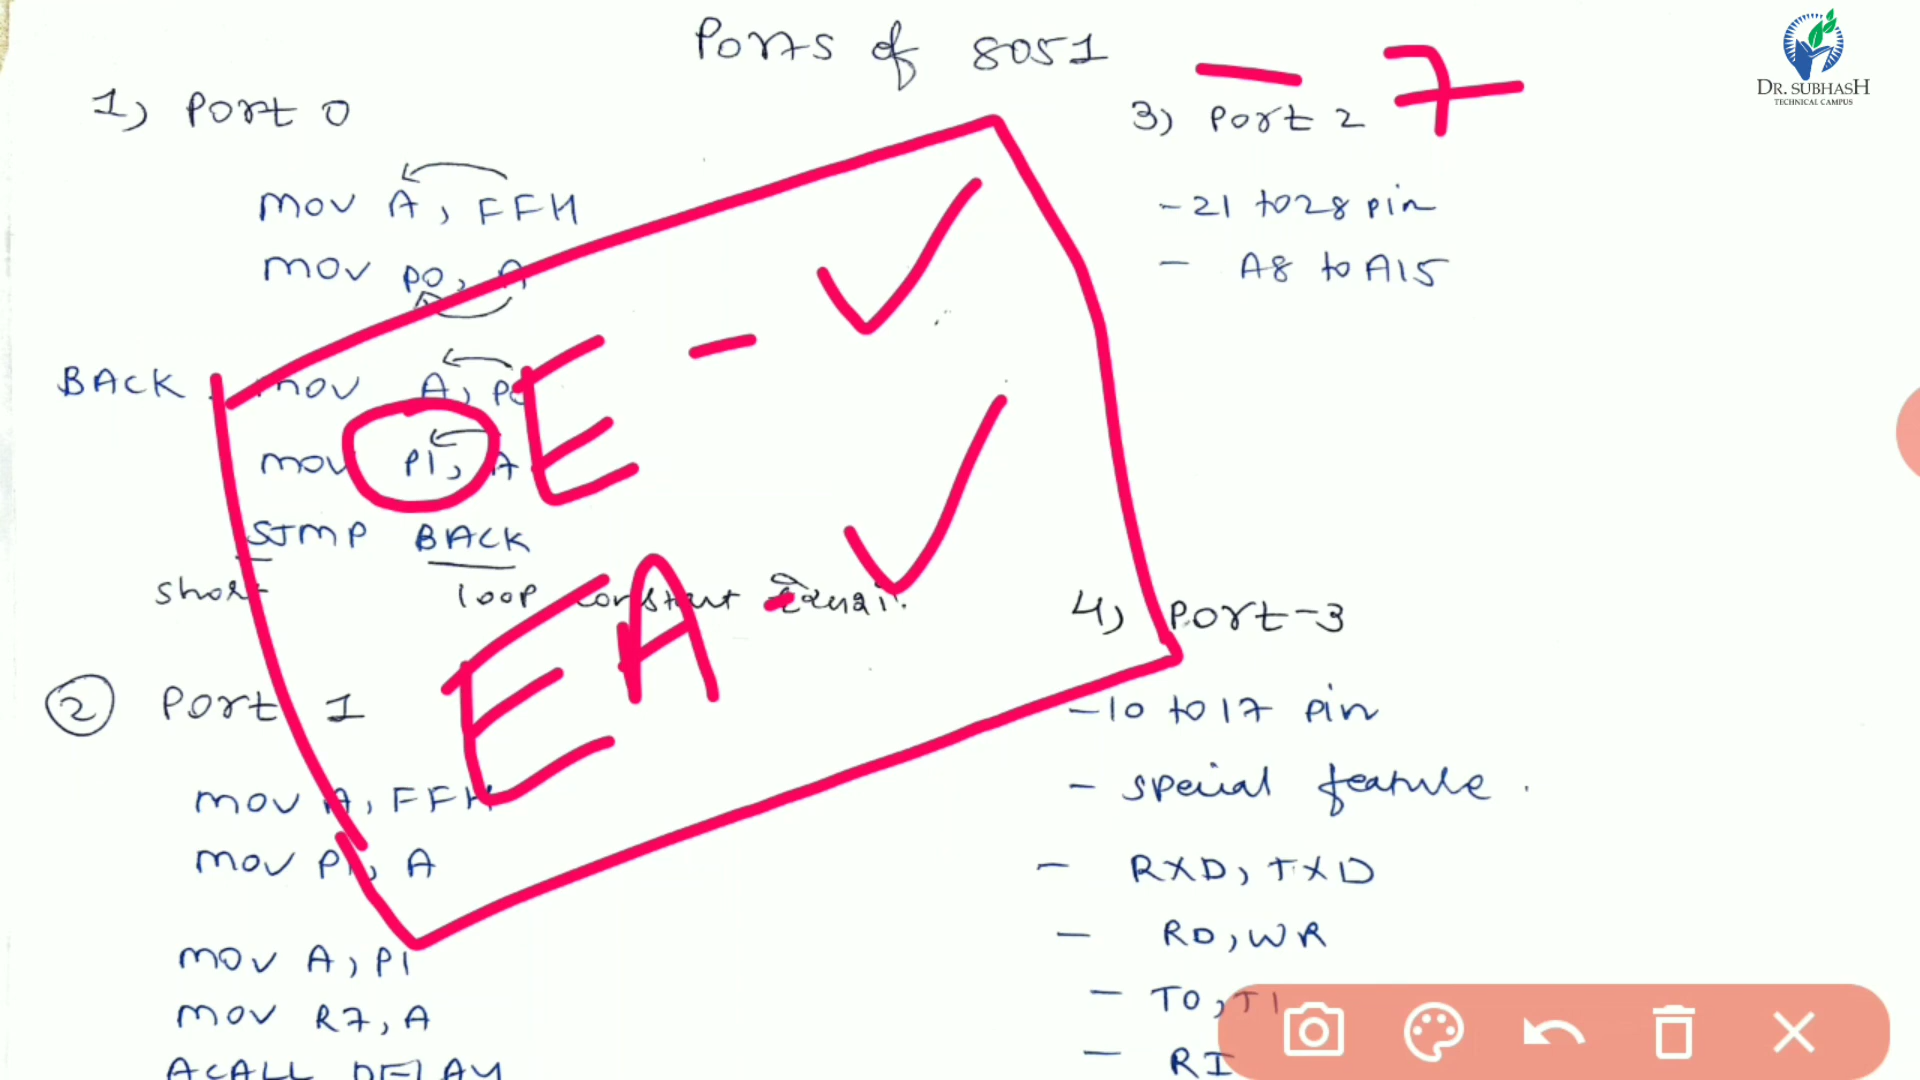 Ports of 8051
DR. SUBHASH
TECHNICAL CAMPUS
1) Port 0
mov A, FFH
mov P0, A
BACK mov A, P0
mov P1, A
SJMP BACK
short loop constant
2 Port 1
mov A, FFH
mov P1, A
mov A, P1
mov R7, A
ACALL DELAY
E - ✓
EA ✓
- 7
3) Port 2
- 21 to 28 pin
- A8 to A15
4) Port-3
- 10 to 17 pin
- special feature.
- RXD, TXD
- RD, WR
- T0, T1